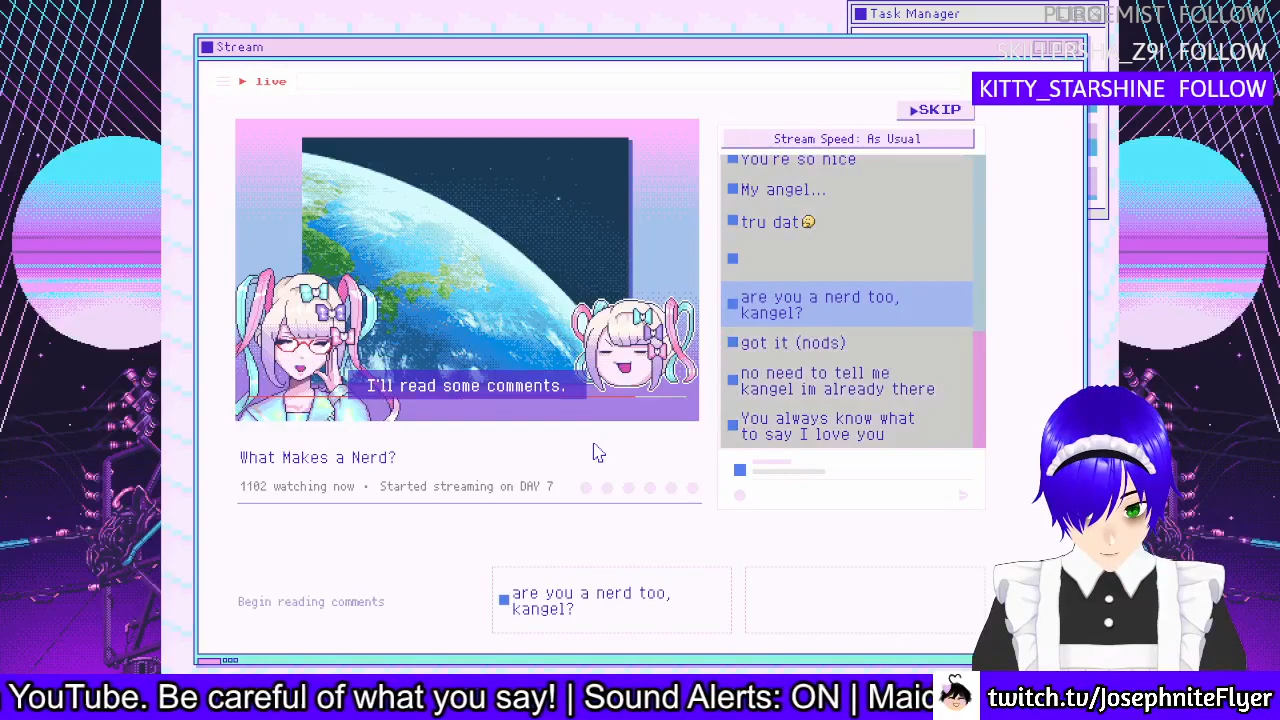 Task Manager
PURGEMIST FOLLOW
Stream
FOLLOW
KITTY_STARSHINE FOLLOW
live
▶SKIP
Stream Speed: As Usual
You're so nice
My angel...
tru dat
are you a nerd too,
kangel?
got it (nods)
no need to tell me
kangel im already there
You always know what
to say I love you
I'll read some comments.
What Makes a Nerd?
1102 watching now • Started streaming on DAY 7
Begin reading comments
are you a nerd too,
kangel?
YouTube. Be careful of what you say! | Sound Alerts: ON | Maid
twitch.tv/JosephniteFlyer